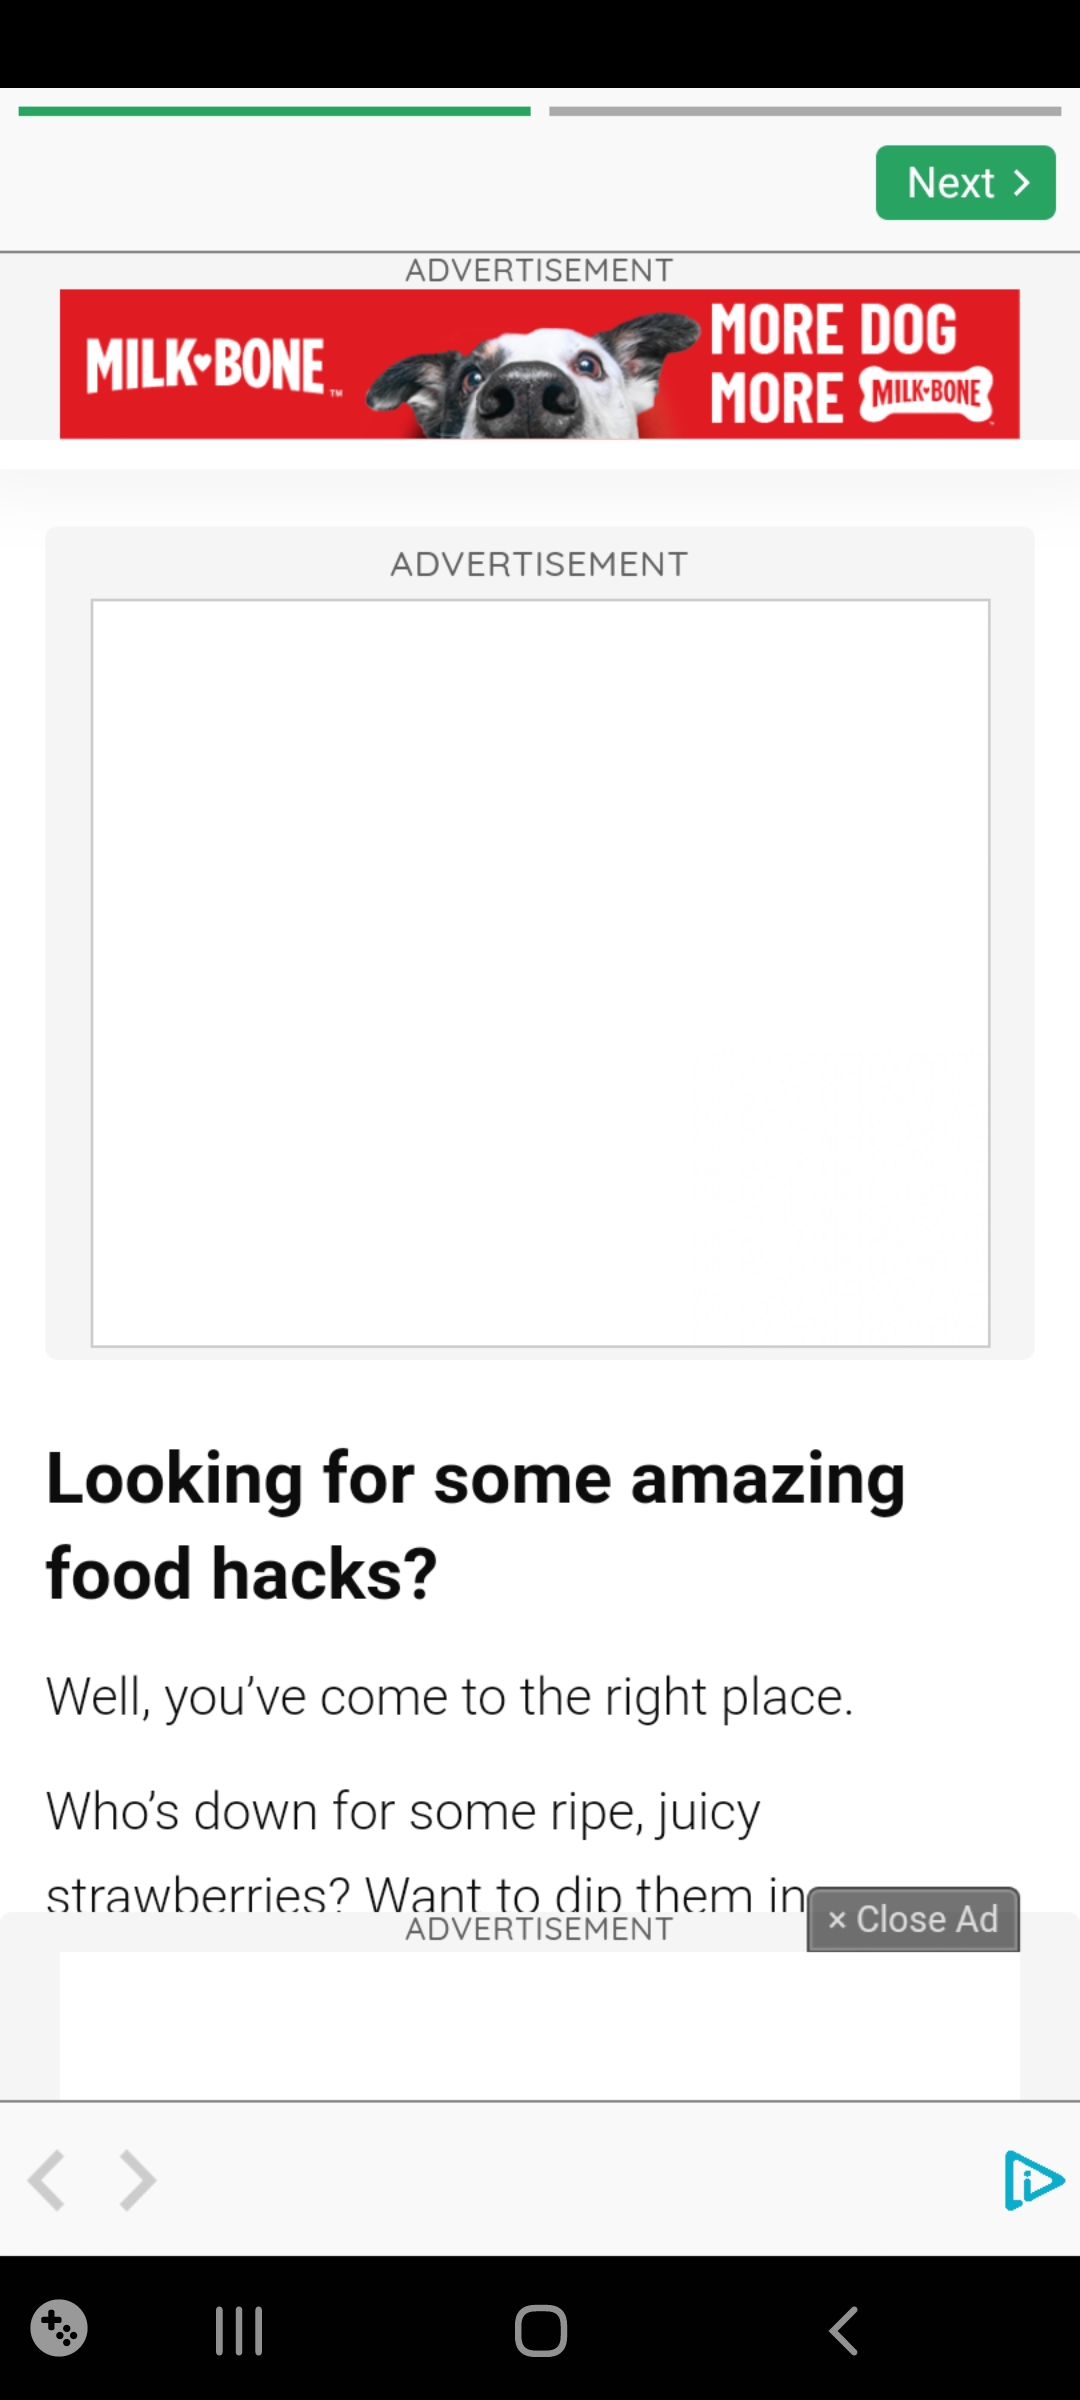 Next
ADVERTISEMENT
MILK BONE™
MORE DOG
MORE MILK BONE
ADVERTISEMENT
Looking for some amazing
food hacks?
Well, you’ve come to the right place.
Who’s down for some ripe, juicy
strawberries? Want to dip them in
× Close Ad
ADVERTISEMENT